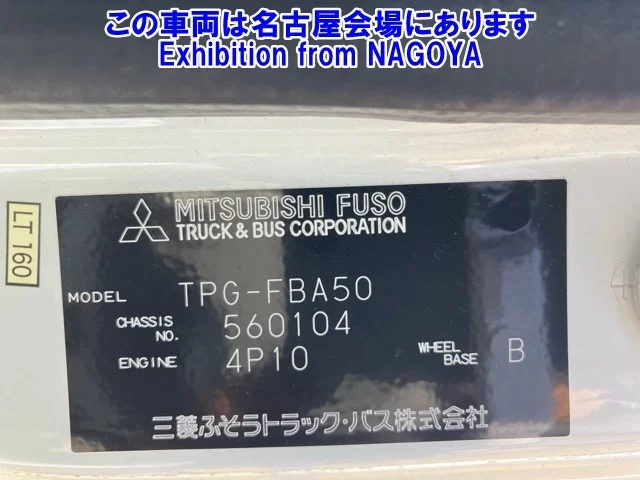 この車両は名古屋会場にあります
Exhibition from NAGOYA
LT160
MITSUBISHI FUSO
TRUCK & BUS CORPORATION
MODEL TPG-FBA50
CHASSIS NO. 560104
ENGINE 4P10 WHEEL BASE B
三菱ふそうトラック・バス株式会社